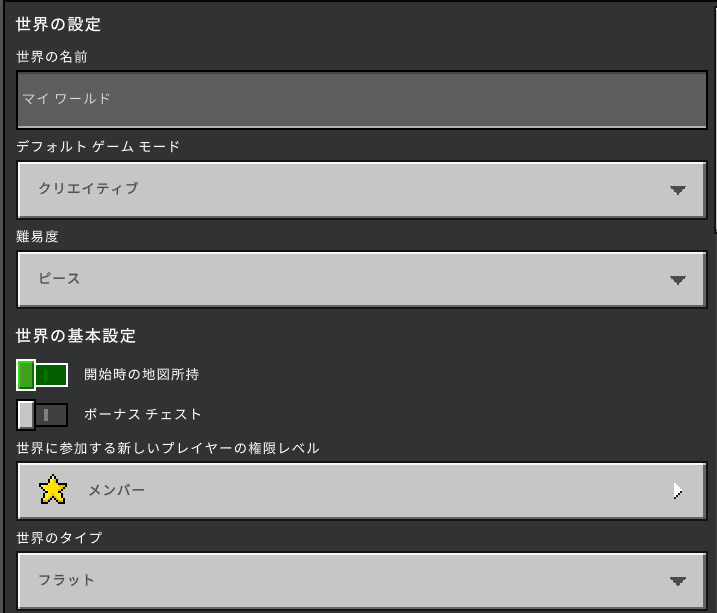 世界の設定
世界の名前
マイ ワールド
デフォルト ゲーム モード
クリエイティブ
難易度
ピース
世界の基本設定
開始時の地図所持
ボーナス チェスト
世界に参加する新しいプレイヤーの権限レベル
メンバー
世界のタイプ
フラット